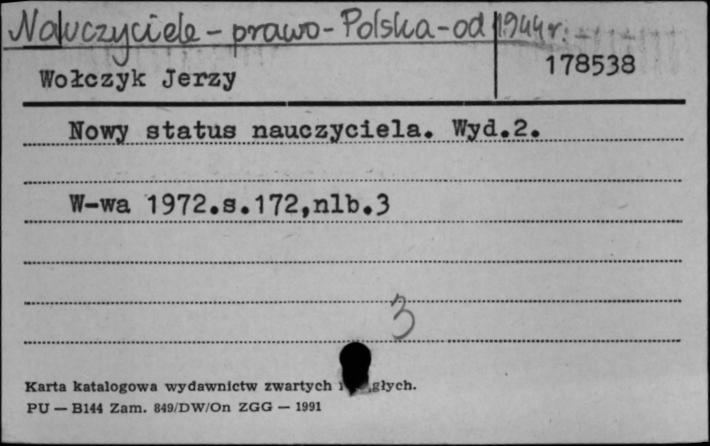 Nauczyciele - prawo - Polska - od 1944 r.
Wołczyk Jerzy
178538
Nowy status nauczyciela. Wyd.2.
W-wa 1972.s.172,nlb.3
3
Karta katalogowa wydawnictw zwartych i
PU — B144 Zam. 849/DW/On ZGG — 1991